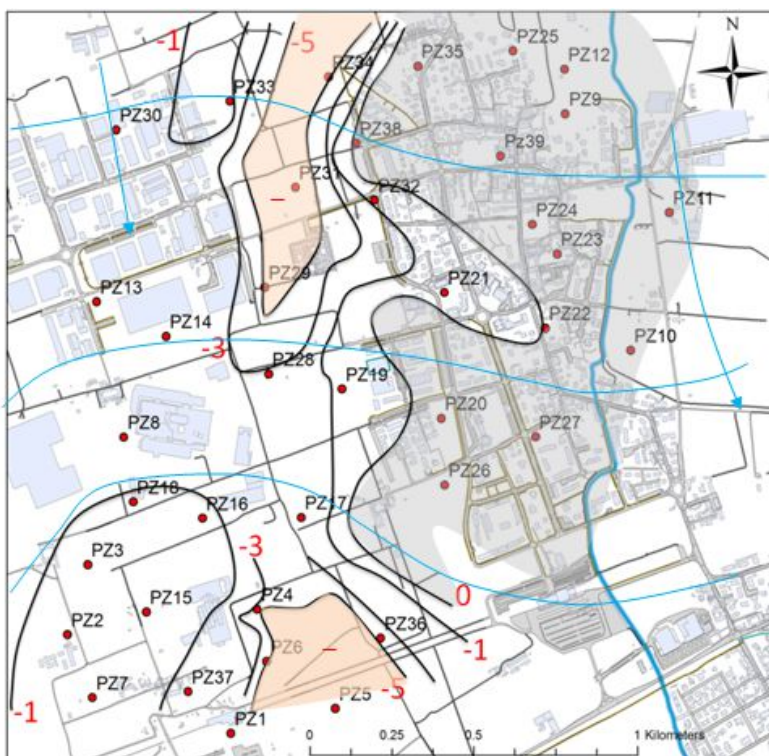 -1
-5
N
PZ25
PZ35
PZ12
PZ34
PZ33
PZ9
PZ30
PZ38
Pz39
PZ31
PZ32
PZ11
–
PZ24
PZ23
PZ29
PZ21
PZ13
PZ14
PZ22
-3
PZ28
PZ10
PZ19
PZ20
PZ8
PZ27
PZ26
PZ18
PZ16
PZ17
-3
PZ3
PZ15
PZ4
0
PZ2
PZ36
-1
PZ6
–
PZ7
PZ37
PZ5
-5
-1
PZ1
0 0.25 0.5 1 Kilometers